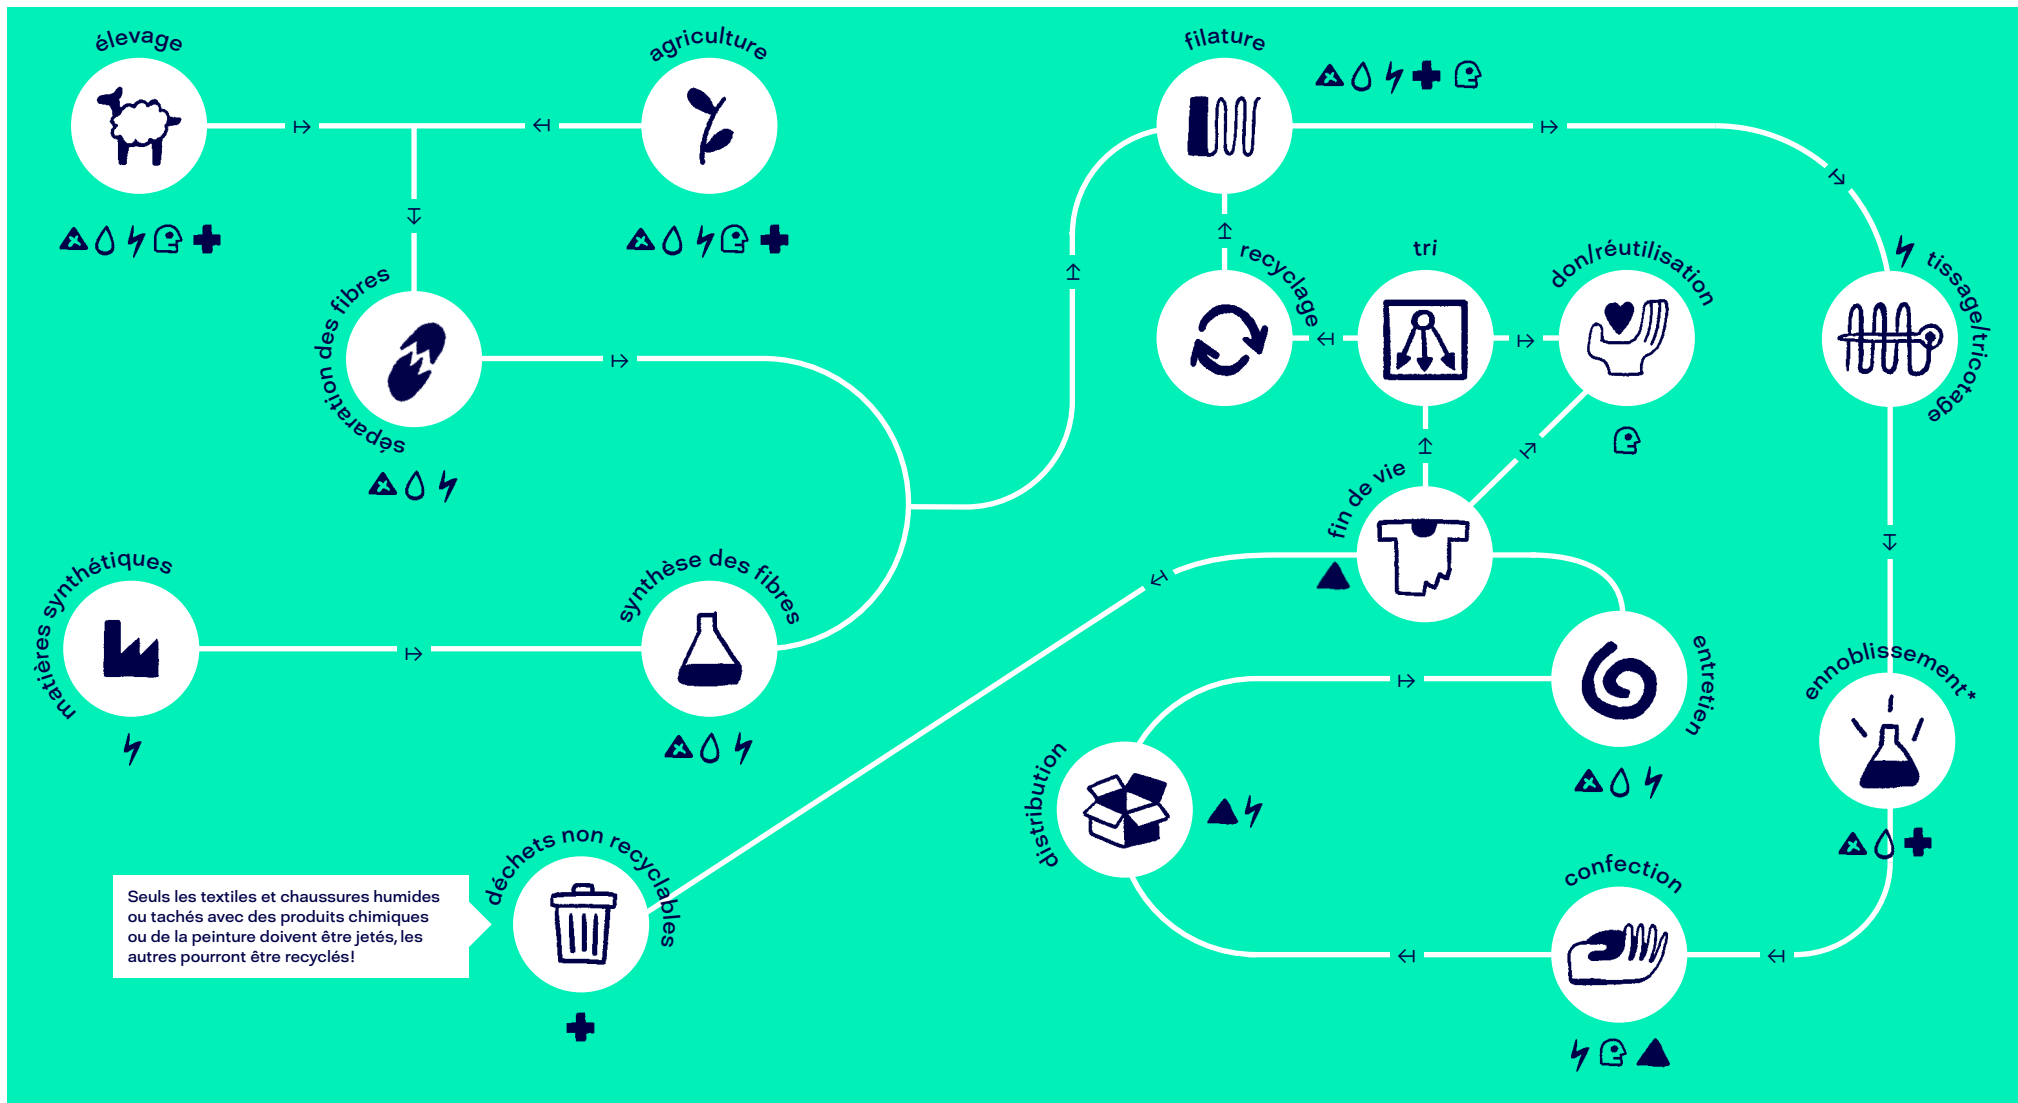 élevage
agriculture
filature
recyclage
tri
don/réutilisation
tissage/tricotage
séparation des fibres
fin de vie
matières synthétiques
synthèse des fibres
entretien
ennoblissement*
distribution
confection
déchets non recyclables
Seuls les textiles et chaussures humides
ou tachés avec des produits chimiques
ou de la peinture doivent être jetés, les
autres pourront être recyclés!